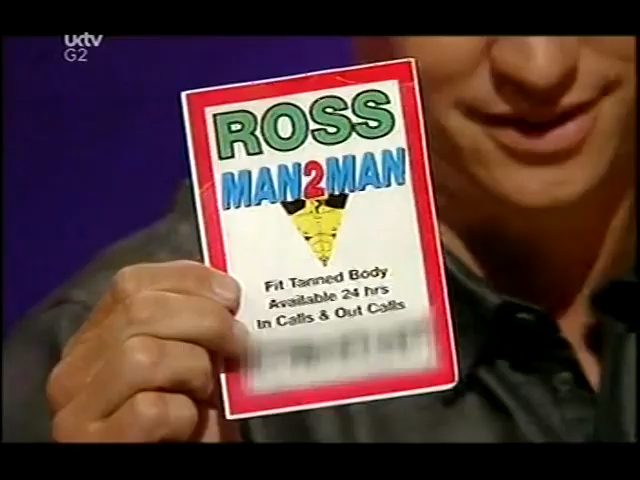 uktv
G2
ROSS
MAN2MAN
Fit Tanned Body
Available 24 hrs
In Calls & Out Calls